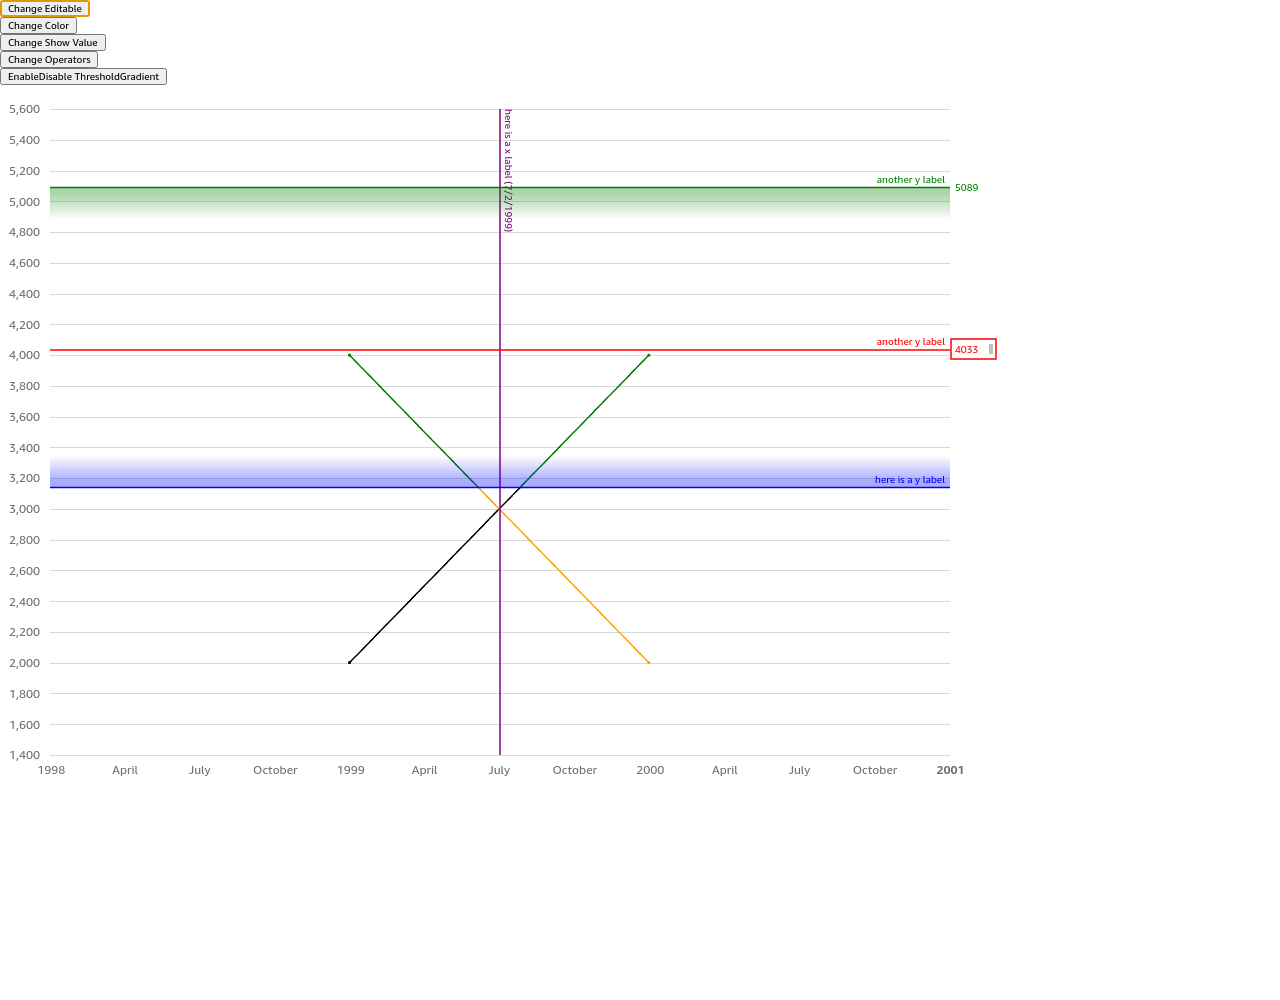 Change Editable
Change Color
Change Show Value
Change Operators
EnableDisable ThresholdGradient
5,600
5,400
5,200
5,000
4,800
4,600
4,400
4,200
4,000
3,800
3,600
3,400
3,200
3,000
2,800
2,600
2,400
2,200
2,000
1,800
1,600
1,400
here is a x label (7/2/1999)
another y label
5089
another y label
4033
here is a y label
1998 April July October 1999 April July October 2000 April July October 2001